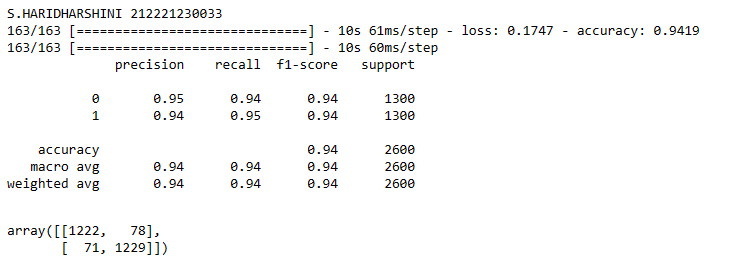 S.HARIDHARSHINI 212221230033
163/163 [==============================] - 10s 61ms/step - loss: 0.1747 - accuracy: 0.9419
163/163 [==============================] - 10s 60ms/step
              precision    recall  f1-score   support

           0       0.95      0.94      0.94      1300
           1       0.94      0.95      0.94      1300

    accuracy                           0.94      2600
   macro avg       0.94      0.94      0.94      2600
weighted avg       0.94      0.94      0.94      2600

array([[1222,   78],
       [  71, 1229]])